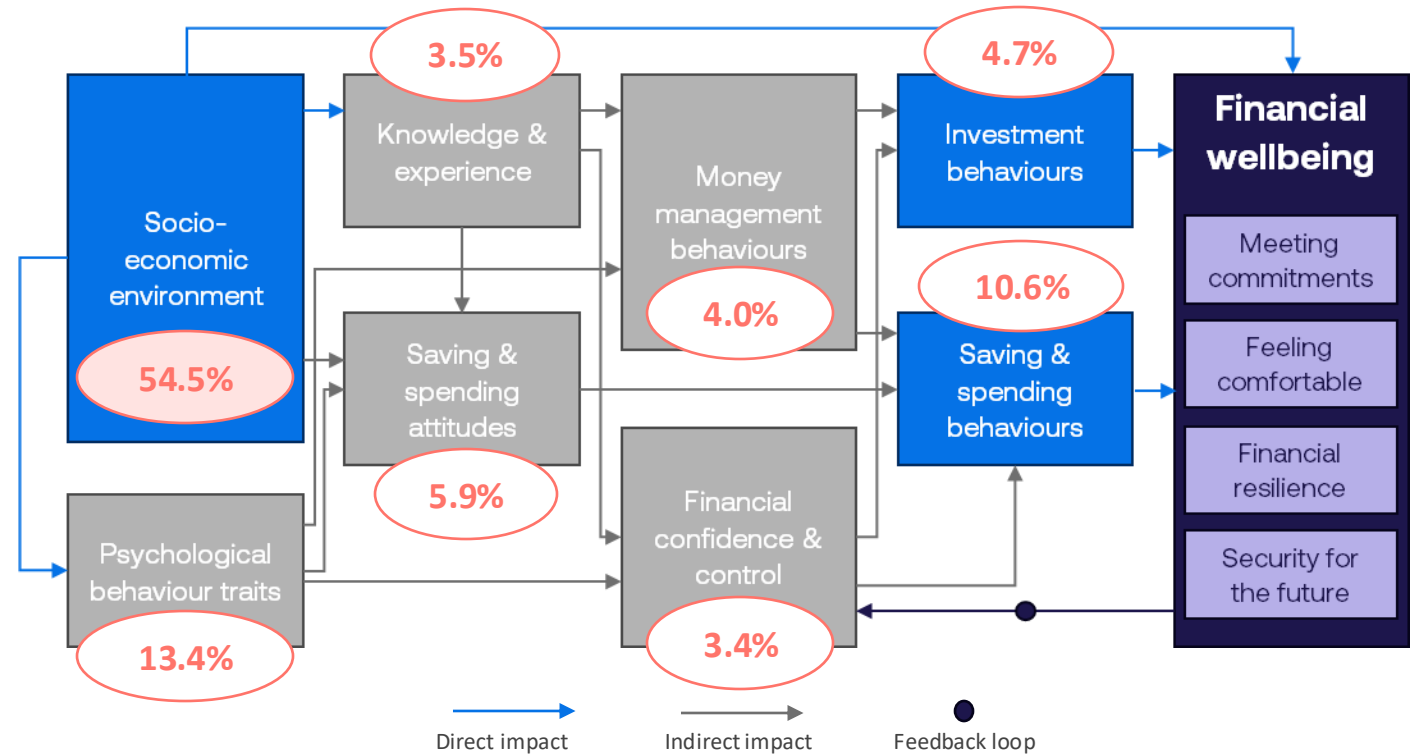 3.5%
Knowledge &
experience
4.7%
Investment
behaviours
Financial
wellbeing
Socio-
economic
environment
54.5%
Money
management
behaviours
4.0%
10.6%
Saving &
spending
behaviours
Saving &
spending
attitudes
5.9%
Meeting
commitments
Feeling
comfortable
Financial
resilience
Security for
the future
Psychological
behaviour traits
13.4%
Financial
confidence &
control
3.4%
Direct impact
Indirect impact
Feedback loop